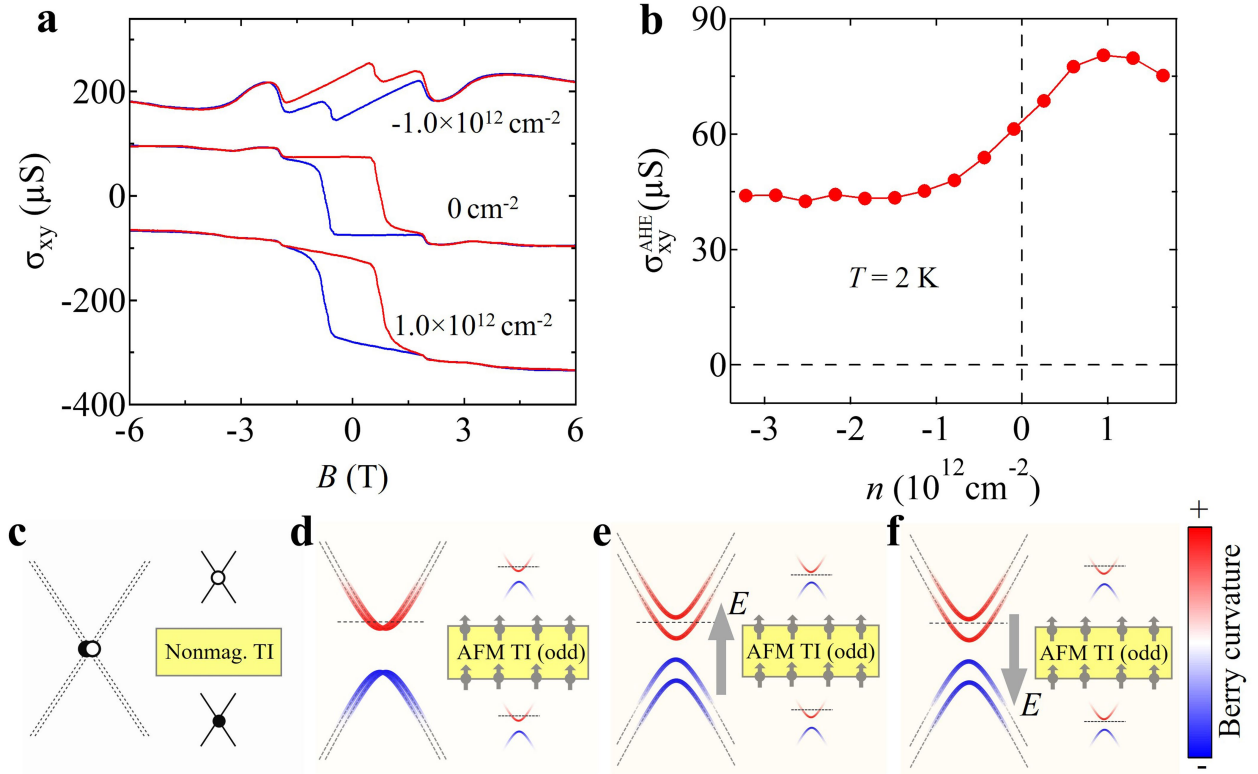 a
200
0
-200
-400
σxy (μS)
-1.0×10¹² cm⁻²
0 cm⁻²
1.0×10¹² cm⁻²
-6
-3
0
3
6
B (T)
b
90
60
30
0
σxy^AHE (μS)
T = 2 K
-3
-2
-1
0
1
n (10¹²cm⁻²)
c
Nonmag. TI
d
AFM TI (odd)
e
E
AFM TI (odd)
f
E
AFM TI (odd)
+
Berry curvature
-